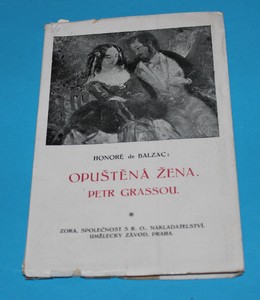 HONORÉ de BALZAC:
OPUŠTĚNÁ ŽENA.
PETR GRASSOU.
ZORA, SPOLEČNOST S R. O., NAKLADATELSTVÍ,
UMĚLECKÝ ZÁVOD, PRAHA.